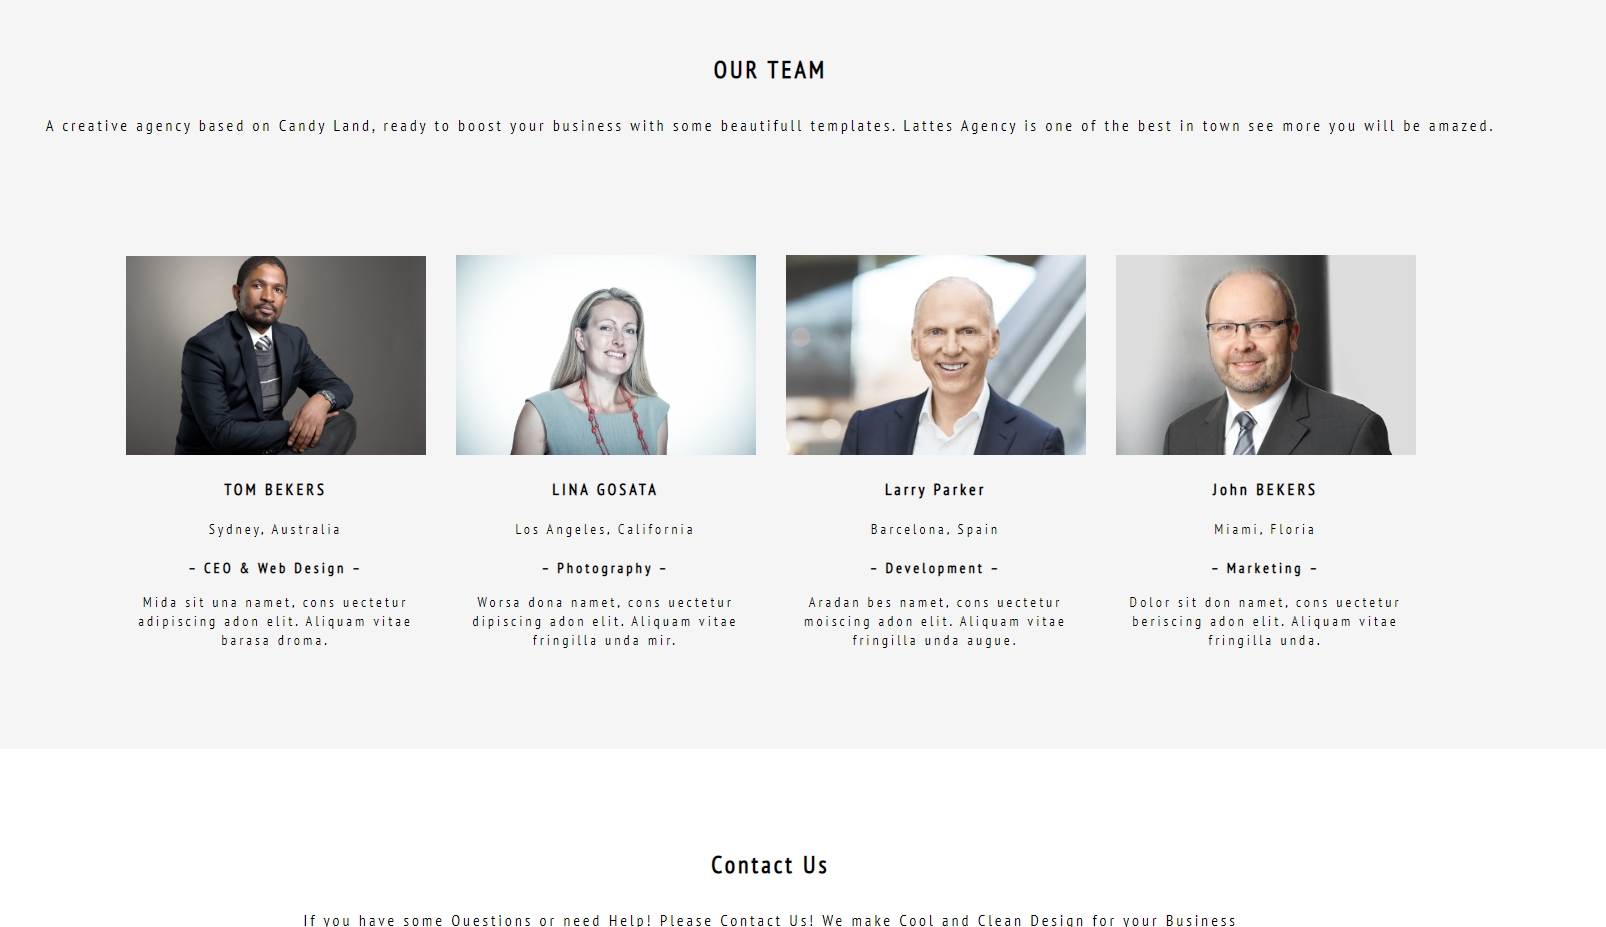 OUR TEAM
A creative agency based on Candy Land, ready to boost your business with some beautifull templates. Lattes Agency is one of the best in town see more you will be amazed.
TOM BEKERS
Sydney, Australia
– CEO & Web Design –
Mida sit una namet, cons uectetur
adipiscing adon elit. Aliquam vitae
barasa droma.
LINA GOSATA
Los Angeles, California
– Photography –
Worsa dona namet, cons uectetur
dipiscing adon elit. Aliquam vitae
fringilla unda mir.
Larry Parker
Barcelona, Spain
– Development –
Aradan bes namet, cons uectetur
moiscing adon elit. Aliquam vitae
fringilla unda augue.
John BEKERS
Miami, Floria
– Marketing –
Dolor sit don namet, cons uectetur
beriscing adon elit. Aliquam vitae
fringilla unda.
Contact Us
If you have some Questions or need Help! Please Contact Us! We make Cool and Clean Design for your Business